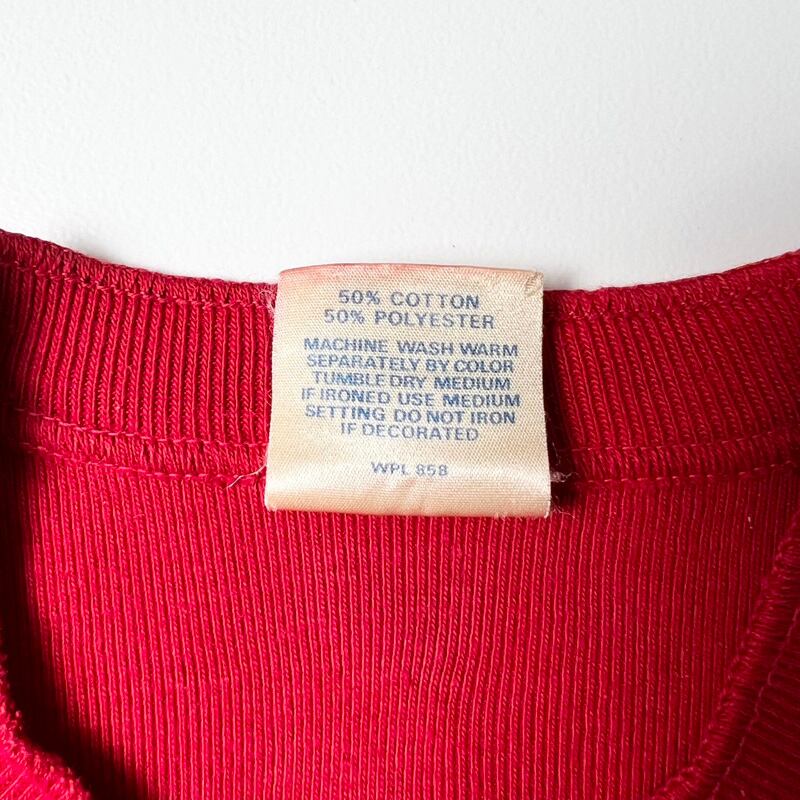 50% COTTON
50% POLYESTER
MACHINE WASH WARM
SEPARATELY BY COLOR
TUMBLE DRY MEDIUM
IF IRONED USE MEDIUM
SETTING DO NOT IRON
IF DECORATED
WPL 858